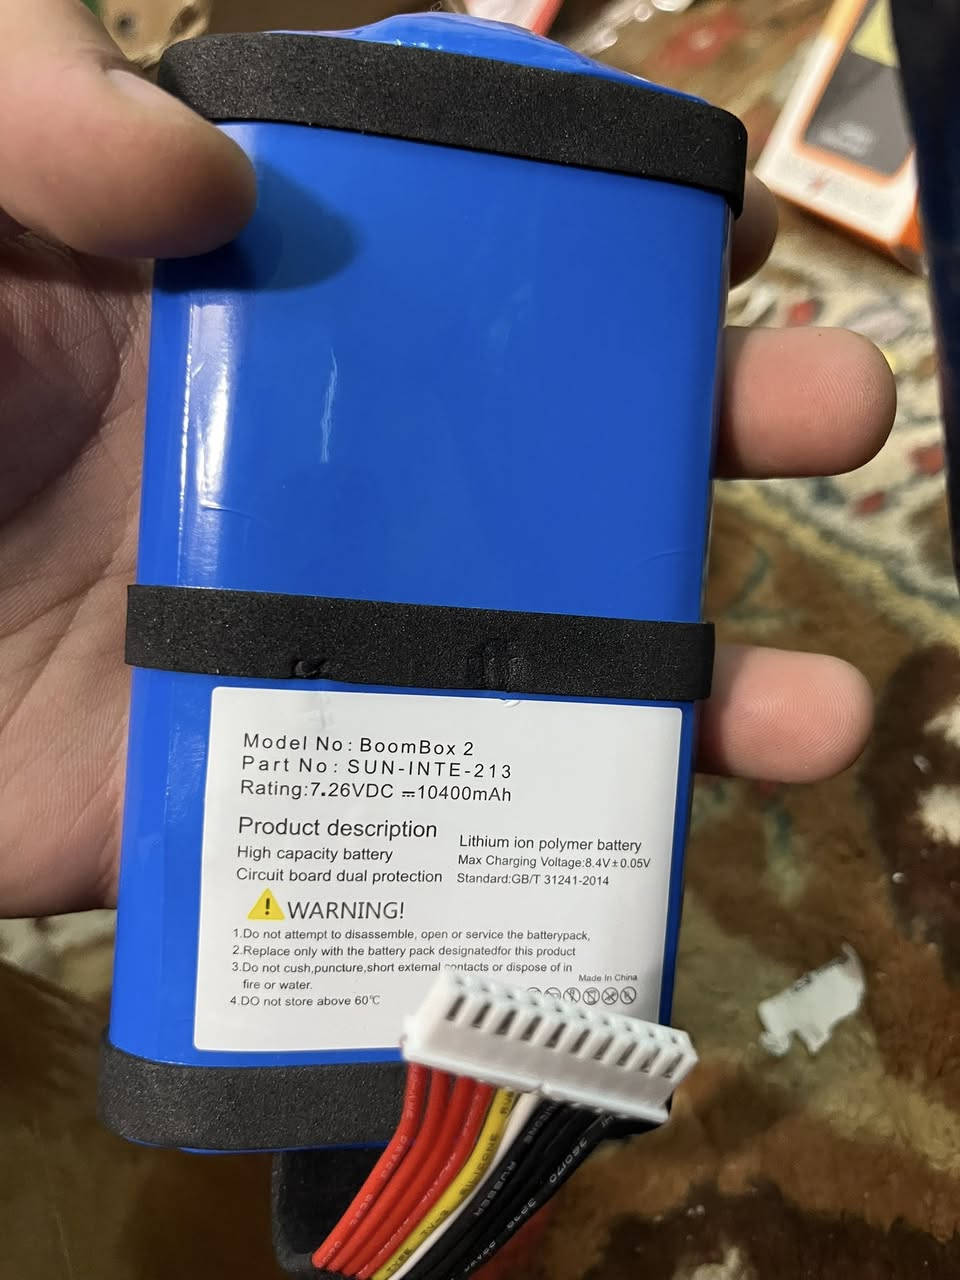 Model No: BoomBox 2
Part No: SUN-INTE-213
Rating:7.26VDC ⎓10400mAh
Product description
High capacity battery
Circuit board dual protection
Lithium ion polymer battery
Max Charging Voltage:8.4V±0.05V
Standard:GB/T 31241-2014
WARNING!
1.Do not attempt to disassemble, open or service the batterypack,
2.Replace only with the battery pack designatedfor this product
3.Do not cush,puncture,short external contacts or dispose of in
fire or water.
4.DO not store above 60℃
Made In China
RUBBER